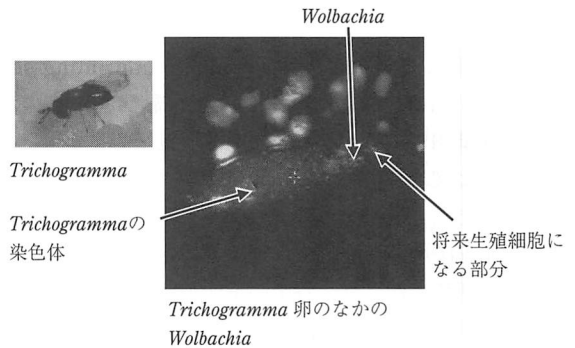 Wolbachia
Trichogramma
Trichogrammaの
染色体
将来生殖細胞に
なる部分
Trichogramma 卵のなかの
Wolbachia